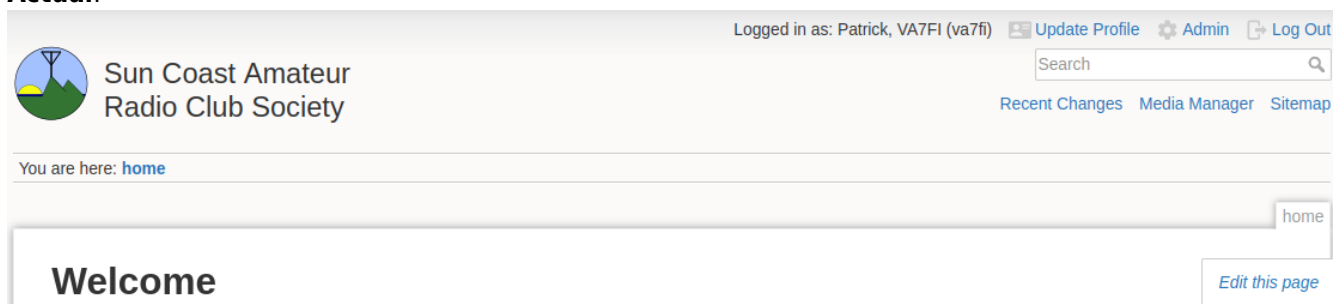 Logged in as: Patrick, VA7FI (va7fi) Update Profile Admin Log Out
Sun Coast Amateur
Radio Club Society
Search
Recent Changes Media Manager Sitemap
You are here: home
home
Welcome
Edit this page